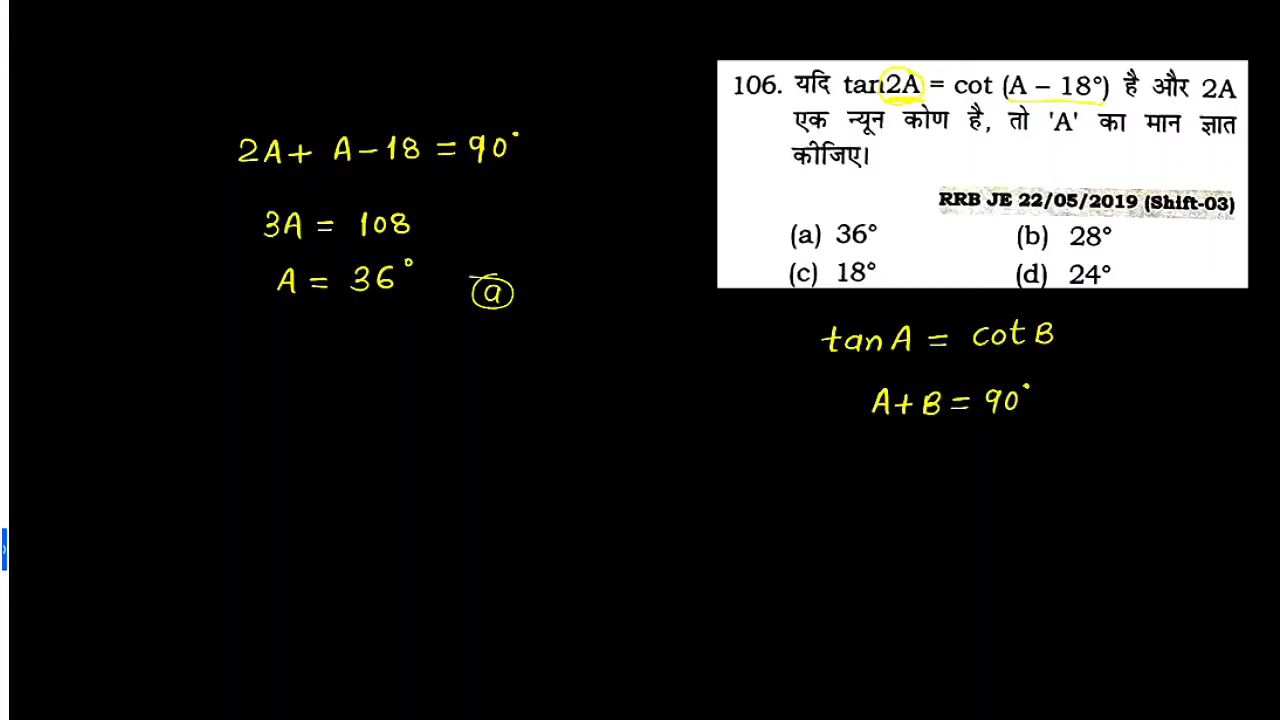 106. यदि tan2A = cot (A – 18°) है और 2A
एक न्यून कोण है, तो 'A' का मान ज्ञात
कीजिए।
RRB JE 22/05/2019 (Shift-03)
(a) 36° (b) 28°
(c) 18° (d) 24°
2A + A – 18 = 90°
3A = 108
A = 36° a
tan A = cot B
A + B = 90°